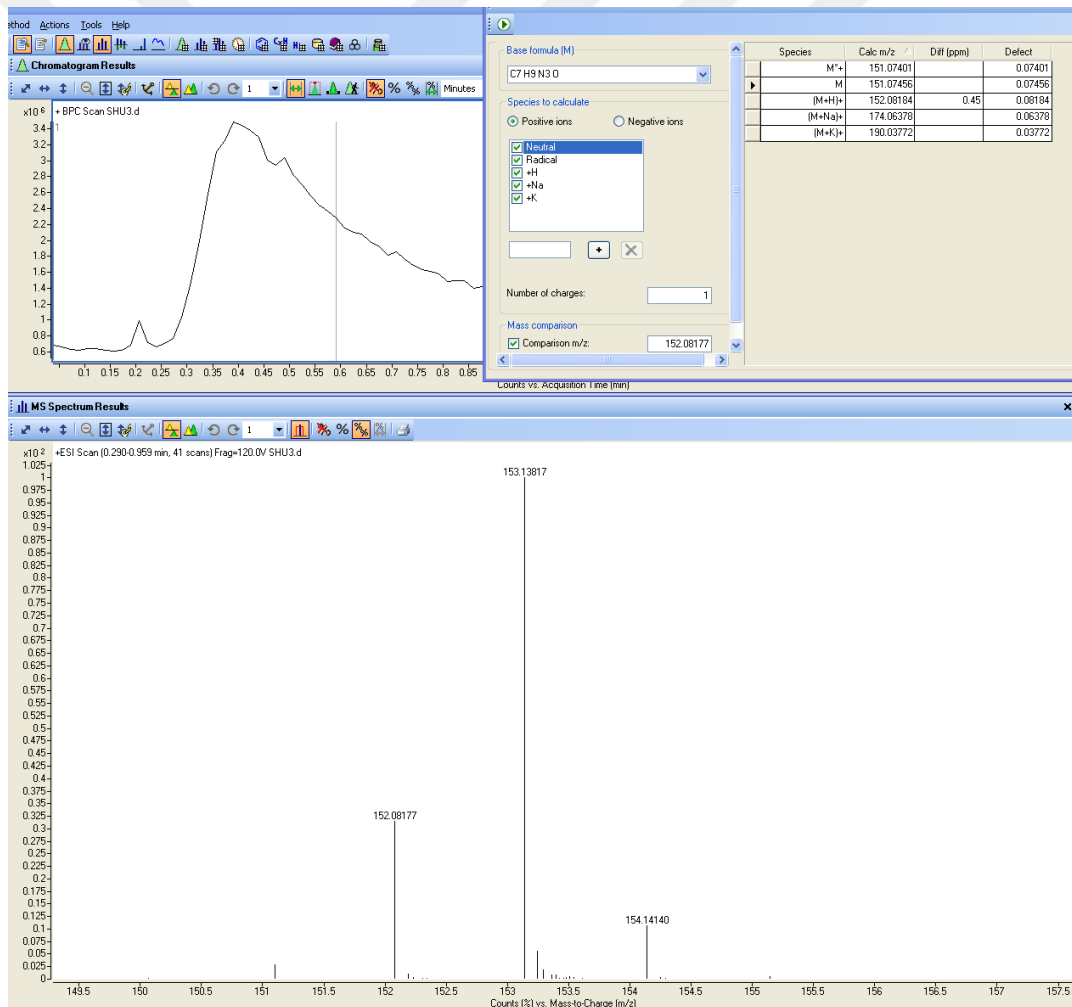 ethod Actions Tools Help
Chromatogram Results
1 Minutes
x10 6 + BPC Scan SHU3.d
1
3.4
3.2
3
2.8
2.6
2.4
2.2
2
1.8
1.6
1.4
1.2
1
0.8
0.6
0.1 0.15 0.2 0.25 0.3 0.35 0.4 0.45 0.5 0.55 0.6 0.65 0.7 0.75 0.8 0.85
Counts vs. Acquisition Time (min)
Base formula (M)
C7 H9 N3 O
Species to calculate
Positive ions Negative ions
Neutral
Radical
+H
+Na
+K
+
Number of charges: 1
Mass comparison
Comparison m/z: 152.08177
Species Calc m/z Diff (ppm) Defect
M*+ 151.07401 0.07401
M 151.07456 0.07456
(M+H)+ 152.08184 0.45 0.08184
(M+Na)+ 174.06378 0.06378
(M+K)+ 190.03772 0.03772
MS Spectrum Results
1
x10 2 +ESI Scan (0.290-0.959 min, 41 scans) Frag=120.0V SHU3.d
1.025
1
0.975
0.95
0.925
0.9
0.875
0.85
0.825
0.8
0.775
0.75
0.725
0.7
0.675
0.65
0.625
0.6
0.575
0.55
0.525
0.5
0.475
0.45
0.425
0.4
0.375
0.35
0.325
0.3
0.275
0.25
0.225
0.2
0.175
0.15
0.125
0.1
0.075
0.05
0.025
0
153.13817
152.08177
154.14140
149.5 150 150.5 151 151.5 152 152.5 153 153.5 154 154.5 155 155.5 156 156.5 157 157.5
Counts (%) vs. Mass-to-Charge (m/z)